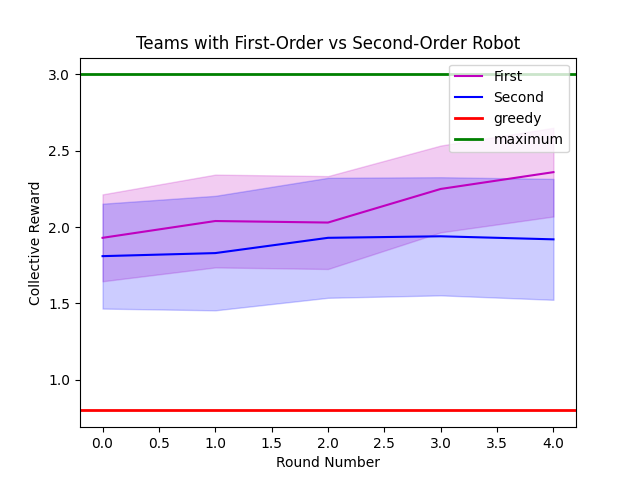 Teams with First-Order vs Second-Order Robot
First
Second
greedy
maximum
Collective Reward
3.0
2.5
2.0
1.5
1.0
0.0 0.5 1.0 1.5 2.0 2.5 3.0 3.5 4.0
Round Number